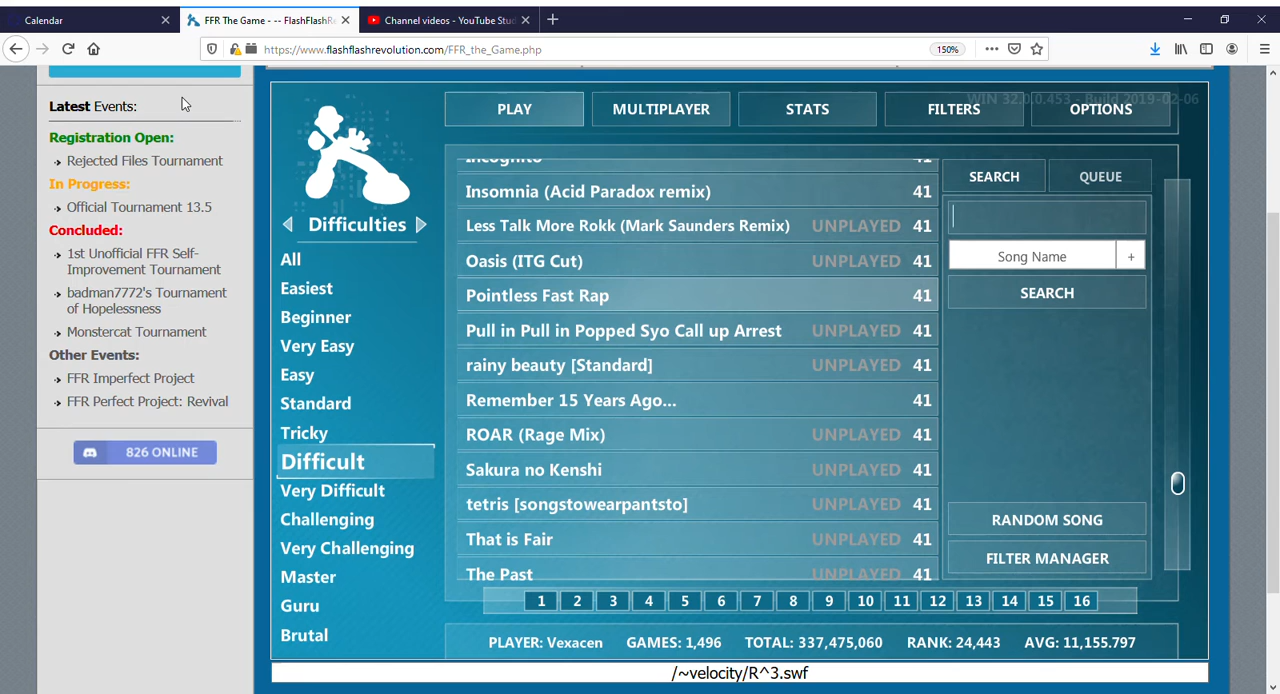 Calendar
FFR The Game - -- FlashFlashRe
Channel videos - YouTube Stud
https://www.flashflashrevolution.com/FFR_the_Game.php
150%
Latest Events:
Registration Open:
Rejected Files Tournament
In Progress:
Official Tournament 13.5
Concluded:
1st Unofficial FFR Self-
Improvement Tournament
badman7772's Tournament
of Hopelessness
Monstercat Tournament
Other Events:
FFR Imperfect Project
FFR Perfect Project: Revival
826 ONLINE
WIN 32.0.0.453 - Build 2019-02-06
PLAY
MULTIPLAYER
STATS
FILTERS
OPTIONS
Difficulties
All
Easiest
Beginner
Very Easy
Easy
Standard
Tricky
Difficult
Very Difficult
Challenging
Very Challenging
Master
Guru
Brutal
Incognito 41
Insomnia (Acid Paradox remix) 41
Less Talk More Rokk (Mark Saunders Remix) UNPLAYED 41
Oasis (ITG Cut) UNPLAYED 41
Pointless Fast Rap 41
Pull in Pull in Popped Syo Call up Arrest UNPLAYED 41
rainy beauty [Standard] UNPLAYED 41
Remember 15 Years Ago... 41
ROAR (Rage Mix) UNPLAYED 41
Sakura no Kenshi UNPLAYED 41
tetris [songstowearpantsto] UNPLAYED 41
That is Fair UNPLAYED 41
The Past UNPLAYED 41
SEARCH
QUEUE
Song Name +
SEARCH
RANDOM SONG
FILTER MANAGER
1 2 3 4 5 6 7 8 9 10 11 12 13 14 15 16
PLAYER: Vexacen GAMES: 1,496 TOTAL: 337,475,060 RANK: 24,443 AVG: 11,155.797
/~velocity/R^3.swf